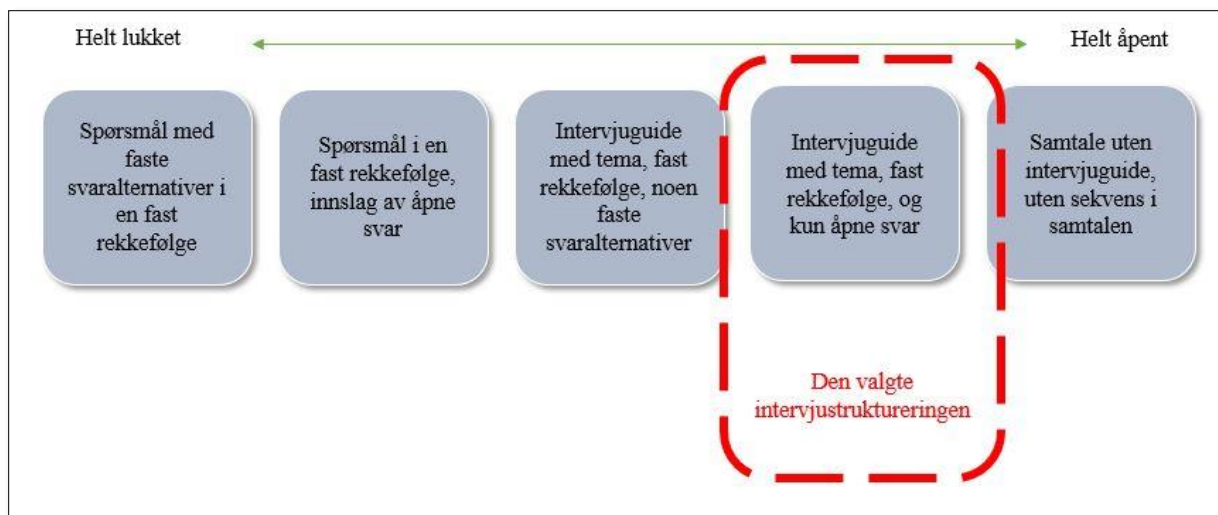 Helt lukket
Helt åpent
Spørsmål med
faste
svaralternativer i
en fast
rekkefølge
Spørsmål i en
fast rekkefølge,
innslag av åpne
svar
Intervjuguide
med tema, fast
rekkefølge, noen
faste
svaralternativer
Intervjuguide
med tema, fast
rekkefølge, og
kun åpne svar
Samtale uten
intervjuguide,
uten sekvens i
samtalen
Den valgte
intervjustruktureringen